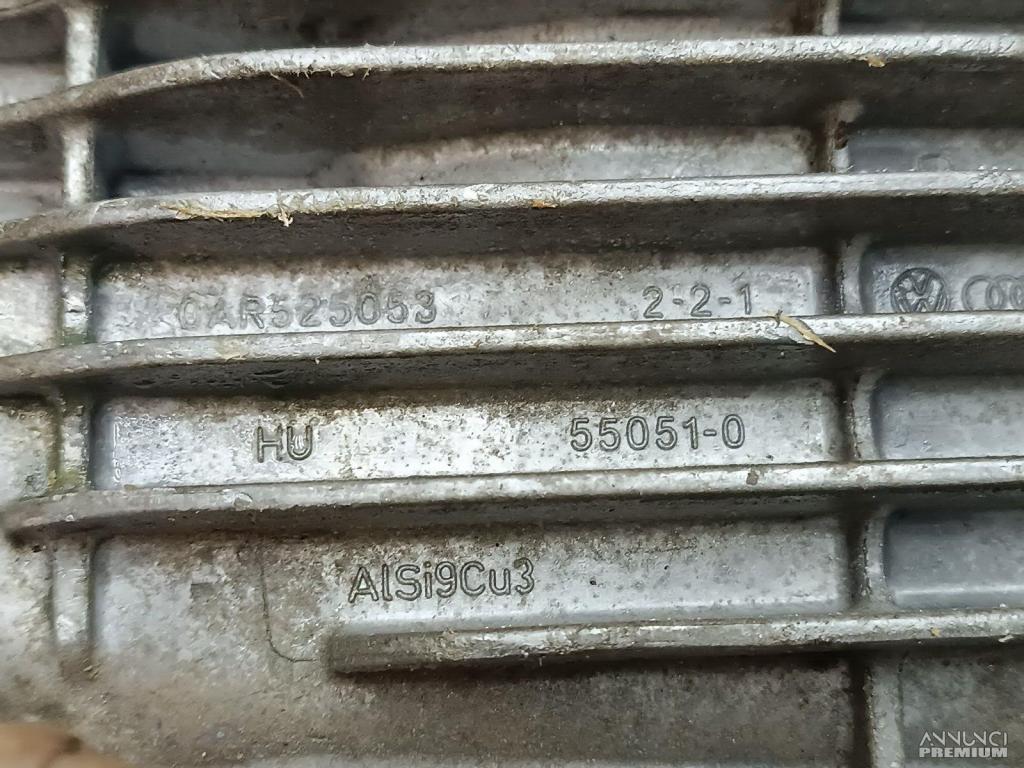 0AR525053 2-2-1
HU 55051-0
AlSi9Cu3
ANNUNCI
PREMIUM